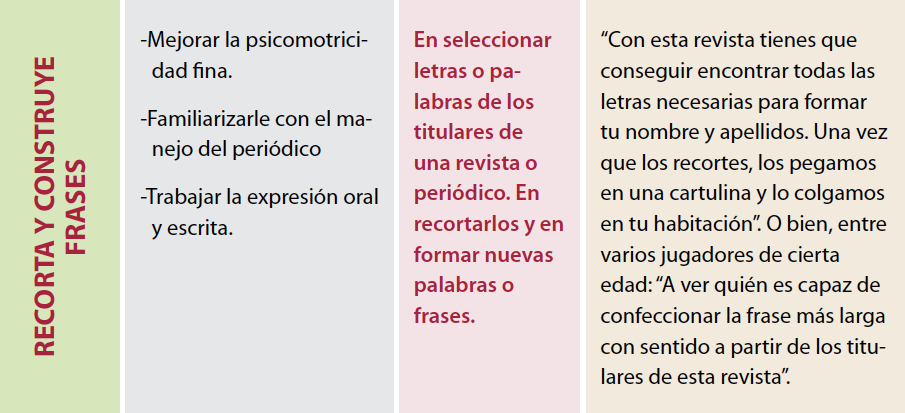 RECORTA Y CONSTRUYE
FRASES
-Mejorar la psicomotrici-
dad fina.
-Familiarizarle con el ma-
nejo del periódico
-Trabajar la expresión oral
y escrita.
En seleccionar
letras o pa-
labras de los
titulares de
una revista o
periódico. En
recortarlos y en
formar nuevas
palabras o
frases.
“Con esta revista tienes que
conseguir encontrar todas las
letras necesarias para formar
tu nombre y apellidos. Una vez
que los recortes, los pegamos
en una cartulina y lo colgamos
en tu habitación”. O bien, entre
varios jugadores de cierta
edad: “A ver quién es capaz de
confeccionar la frase más larga
con sentido a partir de los titu-
lares de esta revista”.